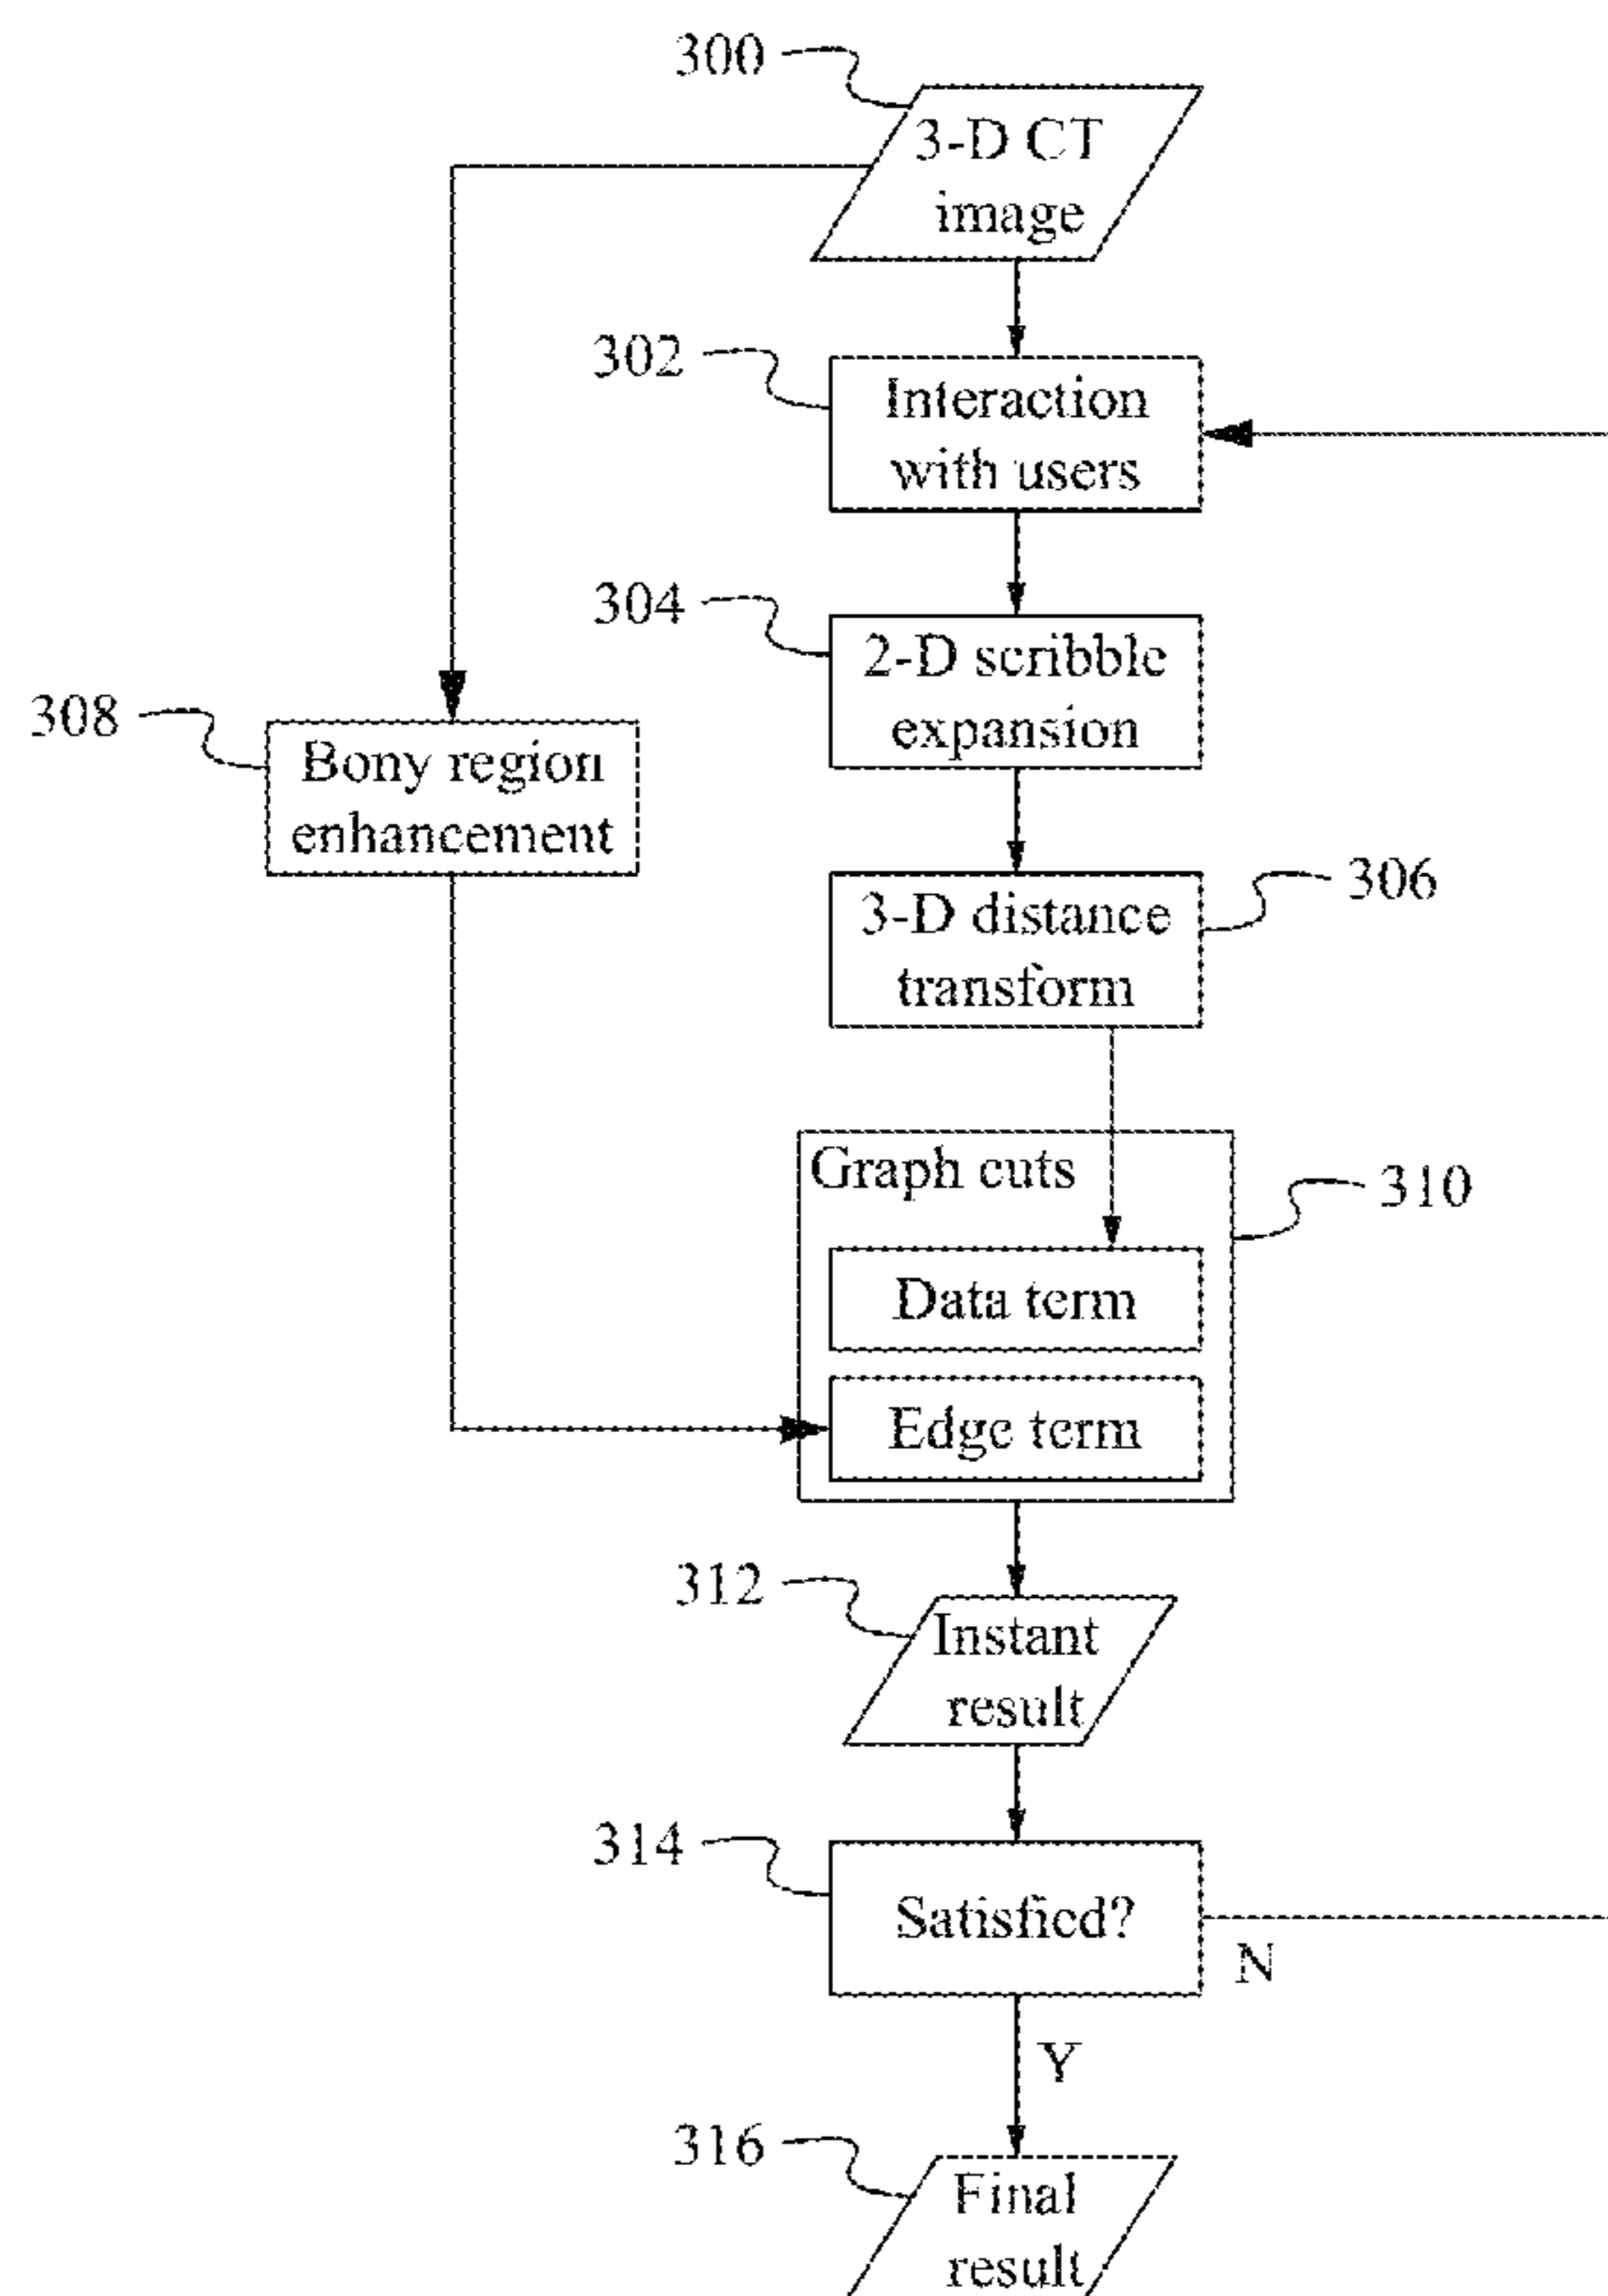 300
3-D CT
image
302
Interaction
with users
304
2-D scribble
expansion
308
Bony region
enhancement
3-D distance
transform
306
Graph cuts
310
Data term
Edge term
312
Instant
result
314
Satisfied?
N
Y
316
Final
result